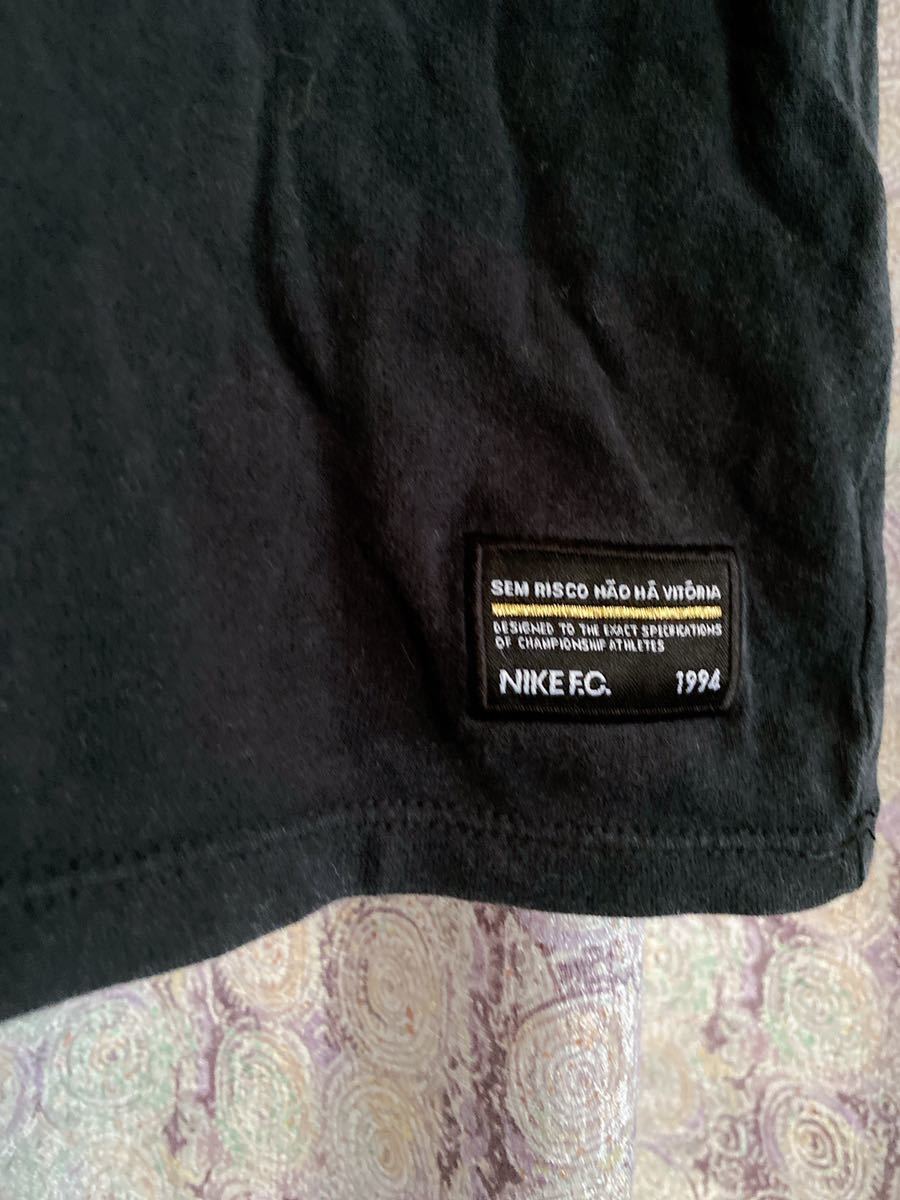 SEM RISCO NÃO HÁ VITÓRIA
DESIGNED TO THE EXACT SPECIFICATIONS
OF CHAMPIONSHIP ATHLETES
NIKE F.C. 1994